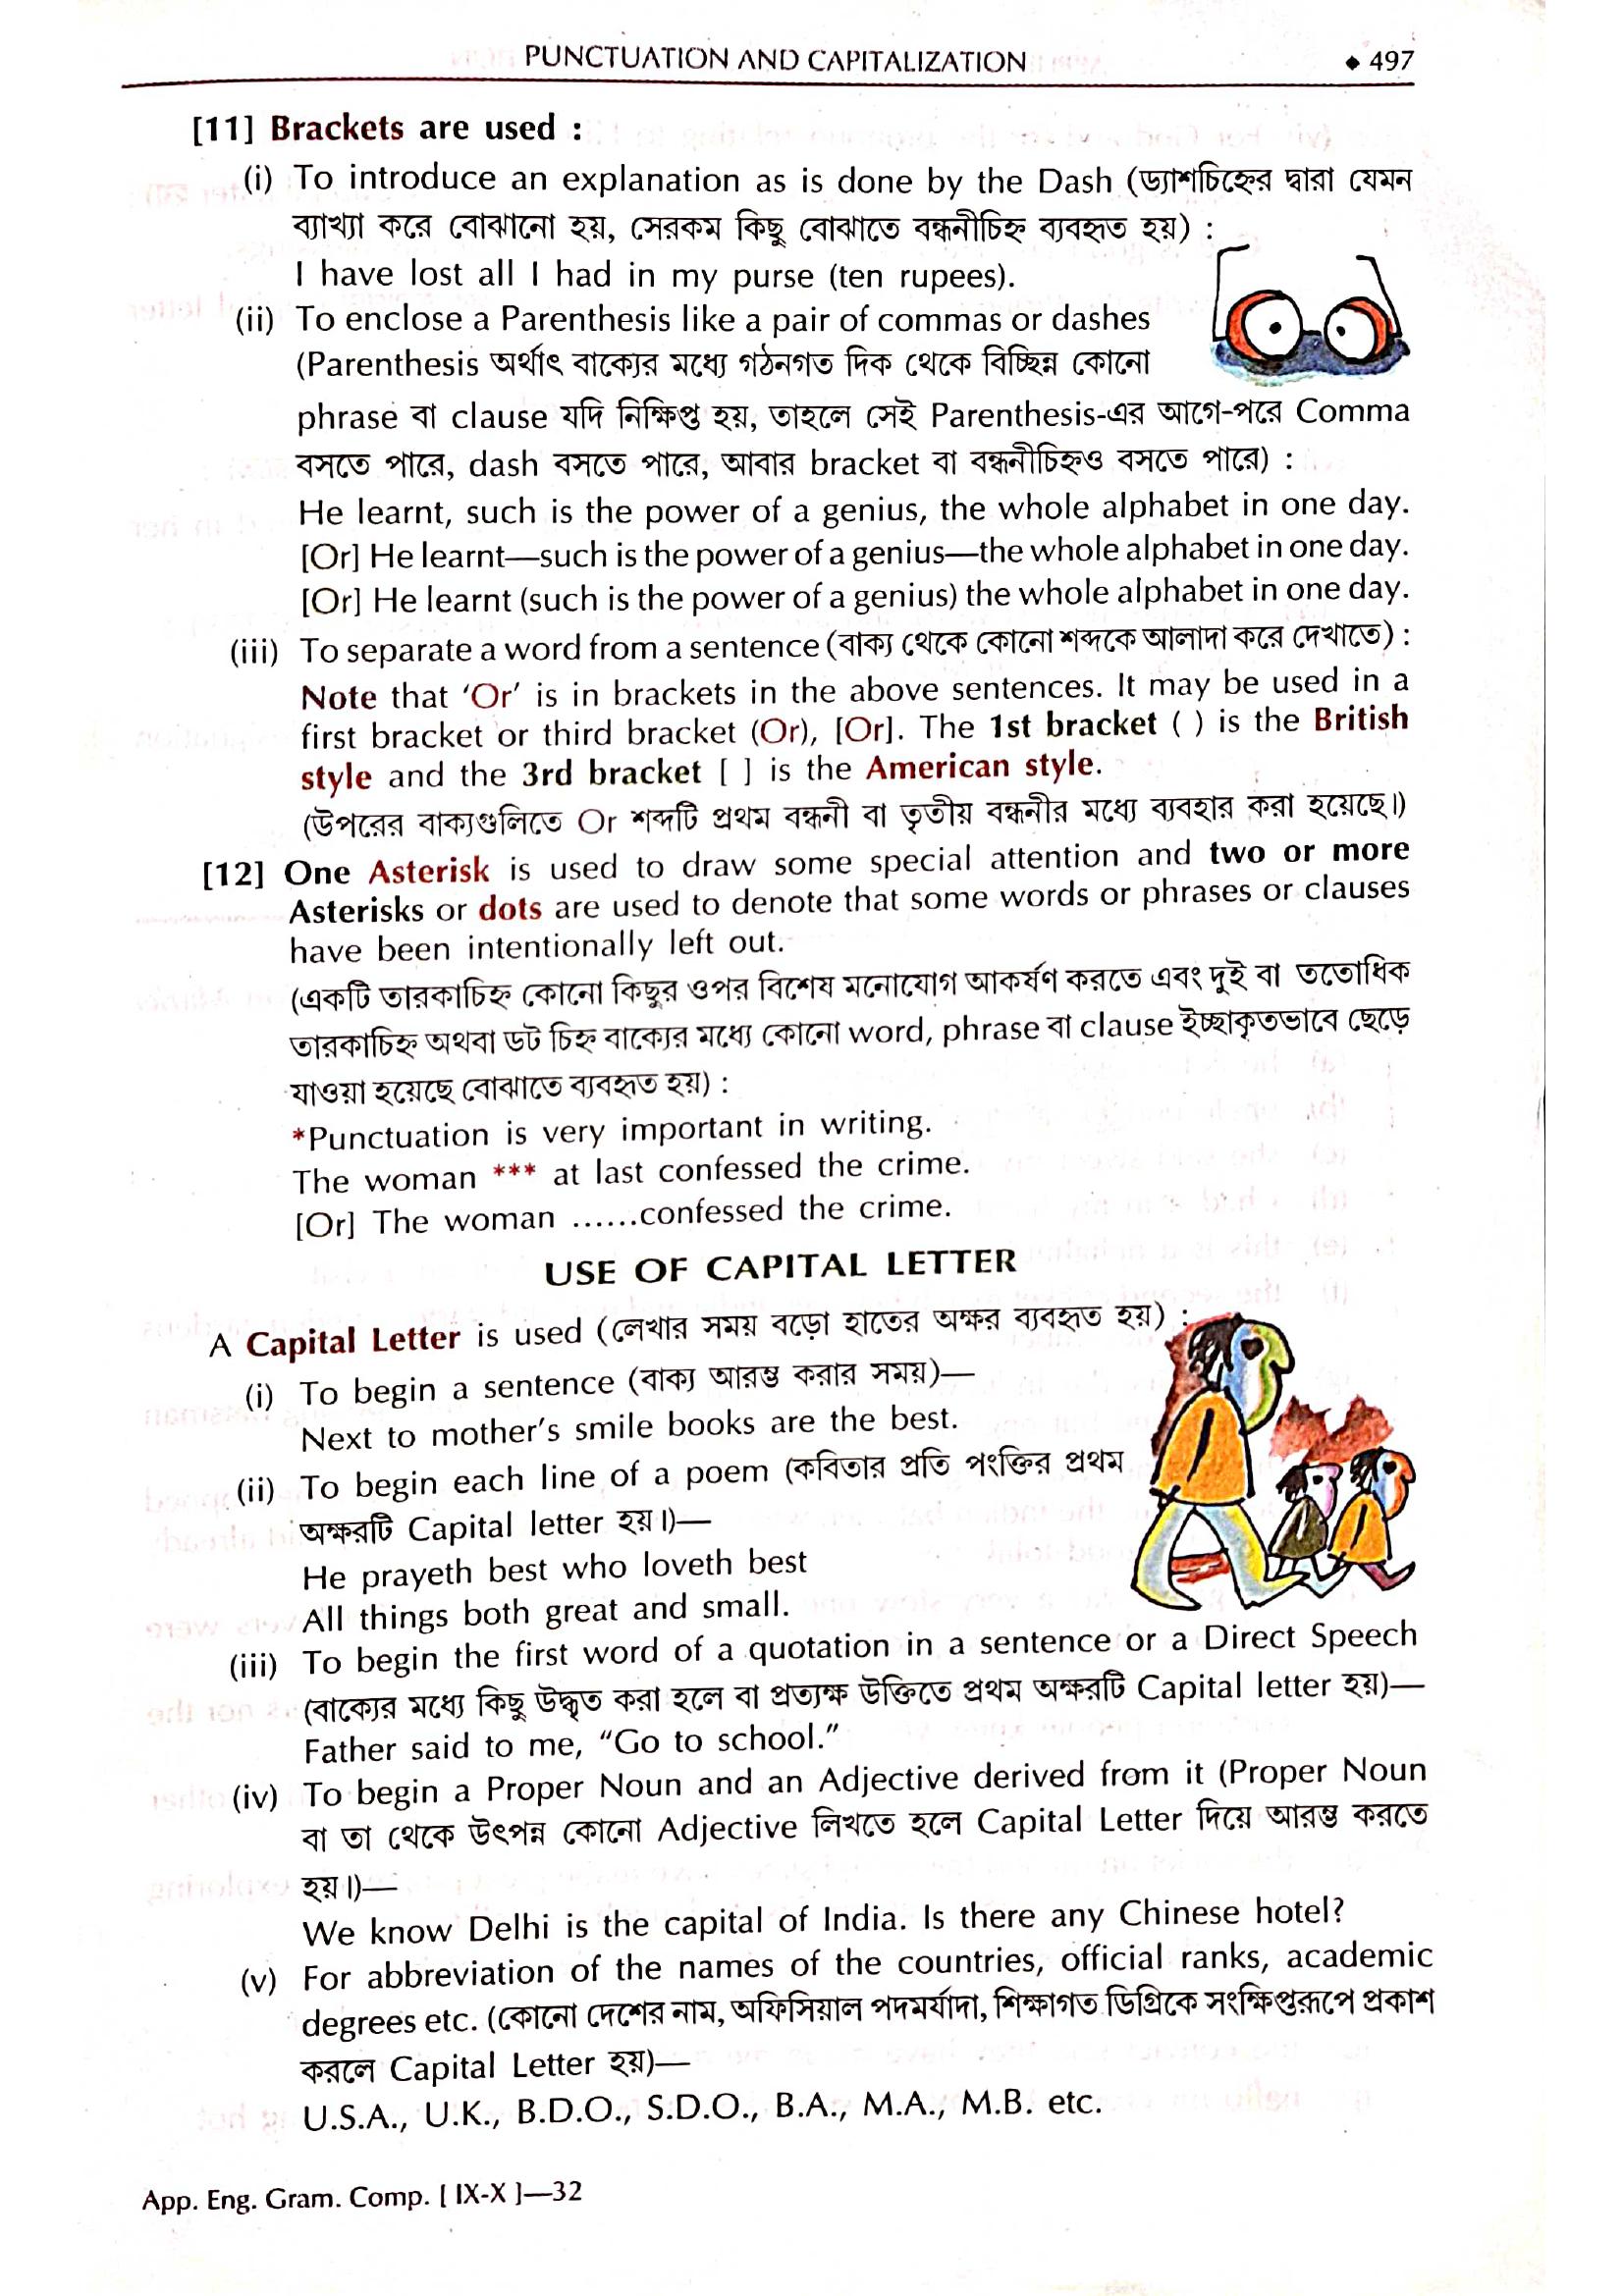 PUNCTUATION AND CAPITALIZATION ◆ 497
[11] Brackets are used :
(i) To introduce an explanation as is done by the Dash (ড্যাশচিহ্নের দ্বারা যেমন
ব্যাখ্যা করে বোঝানো হয়, সেরকম কিছু বোঝাতে বন্ধনীচিহ্ন ব্যবহৃত হয়) :
I have lost all I had in my purse (ten rupees).
(ii) To enclose a Parenthesis like a pair of commas or dashes
(Parenthesis অর্থাৎ বাক্যের মধ্যে গঠনগত দিক থেকে বিচ্ছিন্ন কোনো
phrase বা clause যদি নিক্ষিপ্ত হয়, তাহলে সেই Parenthesis-এর আগে-পরে Comma
বসতে পারে, dash বসতে পারে, আবার bracket বা বন্ধনীচিহ্নও বসতে পারে) :
He learnt, such is the power of a genius, the whole alphabet in one day.
[Or] He learnt—such is the power of a genius—the whole alphabet in one day.
[Or] He learnt (such is the power of a genius) the whole alphabet in one day.
(iii) To separate a word from a sentence (বাক্য থেকে কোনো শব্দকে আলাদা করে দেখাতে) :
Note that ‘Or’ is in brackets in the above sentences. It may be used in a
first bracket or third bracket (Or), [Or]. The 1st bracket ( ) is the British
style and the 3rd bracket [ ] is the American style.
(উপরের বাক্যগুলিতে Or শব্দটি প্রথম বন্ধনী বা তৃতীয় বন্ধনীর মধ্যে ব্যবহার করা হয়েছে।)
[12] One Asterisk is used to draw some special attention and two or more
Asterisks or dots are used to denote that some words or phrases or clauses
have been intentionally left out.
(একটি তারকাচিহ্ন কোনো কিছুর ওপর বিশেষ মনোযোগ আকর্ষণ করতে এবং দুই বা ততোধিক
তারকাচিহ্ন অথবা ডট চিহ্ন বাক্যের মধ্যে কোনো word, phrase বা clause ইচ্ছাকৃতভাবে ছেড়ে
যাওয়া হয়েছে বোঝাতে ব্যবহৃত হয়) :
*Punctuation is very important in writing.
The woman *** at last confessed the crime.
[Or] The woman ......confessed the crime.
USE OF CAPITAL LETTER
A Capital Letter is used (লেখার সময় বড়ো হাতের অক্ষর ব্যবহৃত হয়) :
(i) To begin a sentence (বাক্য আরম্ভ করার সময়)—
Next to mother’s smile books are the best.
(ii) To begin each line of a poem (কবিতার প্রতি পংক্তির প্রথম
অক্ষরটি Capital letter হয়।)—
He prayeth best who loveth best
All things both great and small.
(iii) To begin the first word of a quotation in a sentence or a Direct Speech
(বাক্যের মধ্যে কিছু উদ্ধৃত করা হলে বা প্রত্যক্ষ উক্তিতে প্রথম অক্ষরটি Capital letter হয়)—
Father said to me, “Go to school.”
(iv) To begin a Proper Noun and an Adjective derived from it (Proper Noun
বা তা থেকে উৎপন্ন কোনো Adjective লিখতে হলে Capital Letter দিয়ে আরম্ভ করতে
হয়।)—
We know Delhi is the capital of India. Is there any Chinese hotel?
(v) For abbreviation of the names of the countries, official ranks, academic
degrees etc. (কোনো দেশের নাম, অফিসিয়াল পদমর্যাদা, শিক্ষাগত ডিগ্রিকে সংক্ষিপ্তরূপে প্রকাশ
করলে Capital Letter হয়)—
U.S.A., U.K., B.D.O., S.D.O., B.A., M.A., M.B. etc.
App. Eng. Gram. Comp. [ IX-X ]—32